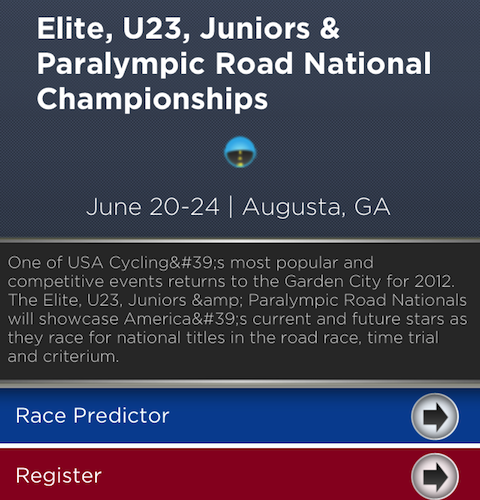 Elite, U23, Juniors &
Paralympic Road National
Championships
June 20-24 | Augusta, GA
One of USA Cycling&#39;s most popular and
competitive events returns to the Garden City for 2012.
The Elite, U23, Juniors &amp; Paralympic Road Nationals
will showcase America&#39;s current and future stars as
they race for national titles in the road race, time trial
and criterium.
Race Predictor
Register